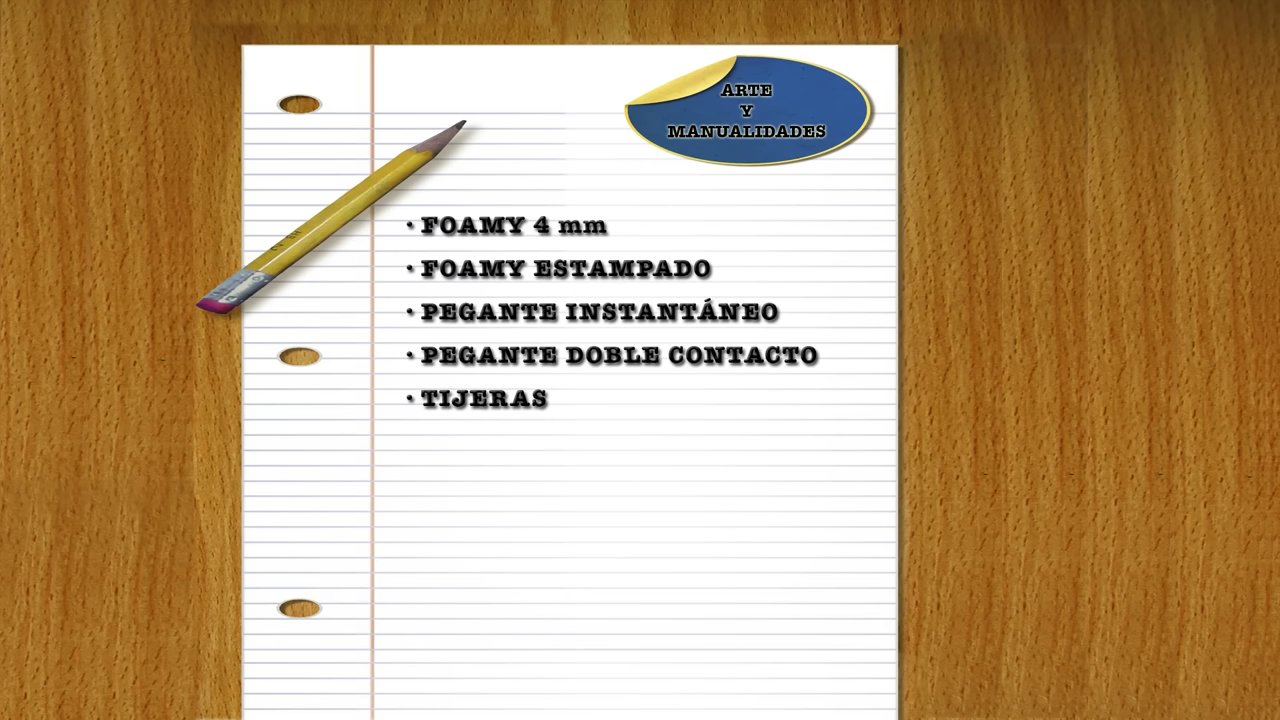 ARTE
Y
MANUALIDADES
· FOAMY 4 mm
· FOAMY ESTAMPADO
· PEGANTE INSTANTÁNEO
· PEGANTE DOBLE CONTACTO
· TIJERAS